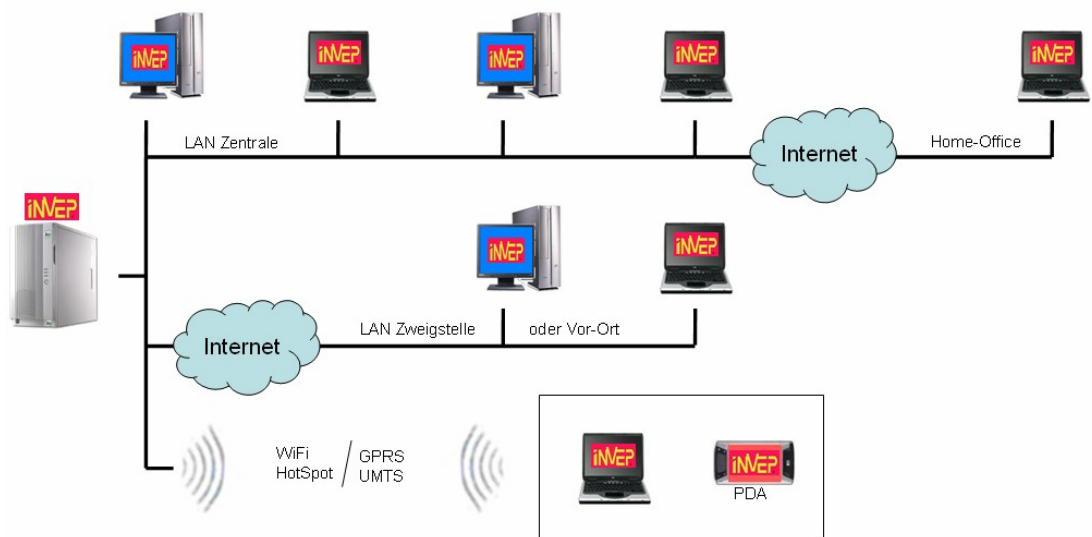 iNVEP
iNVEP
iNVEP
iNVEP
iNVEP
LAN Zentrale
Internet
Home-Office
iNVEP
iNVEP
iNVEP
Internet
LAN Zweigstelle
oder Vor-Ort
WiFi
HotSpot
/
GPRS
UMTS
iNVEP
iNVEP
PDA